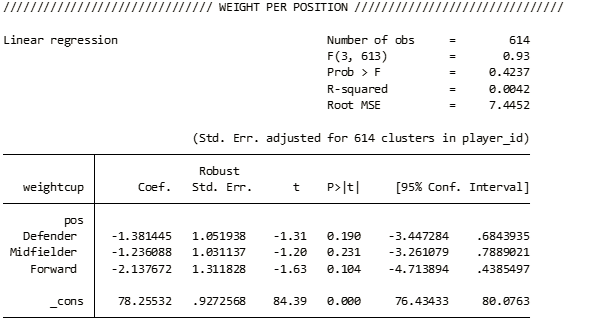 /////////////////////////////// WEIGHT PER POSITION ///////////////////////////////
Linear regression Number of obs = 614
F(3, 613) = 0.93
Prob > F = 0.4237
R-squared = 0.0042
Root MSE = 7.4452
(Std. Err. adjusted for 614 clusters in player_id)
Robust
weightcup Coef. Std. Err. t P>|t| [95% Conf. Interval]
pos
Defender -1.381445 1.051938 -1.31 0.190 -3.447284 .6843935
Midfielder -1.236088 1.031137 -1.20 0.231 -3.261079 .7889021
Forward -2.137672 1.311828 -1.63 0.104 -4.713894 .4385497
_cons 78.25532 .9272568 84.39 0.000 76.43433 80.0763